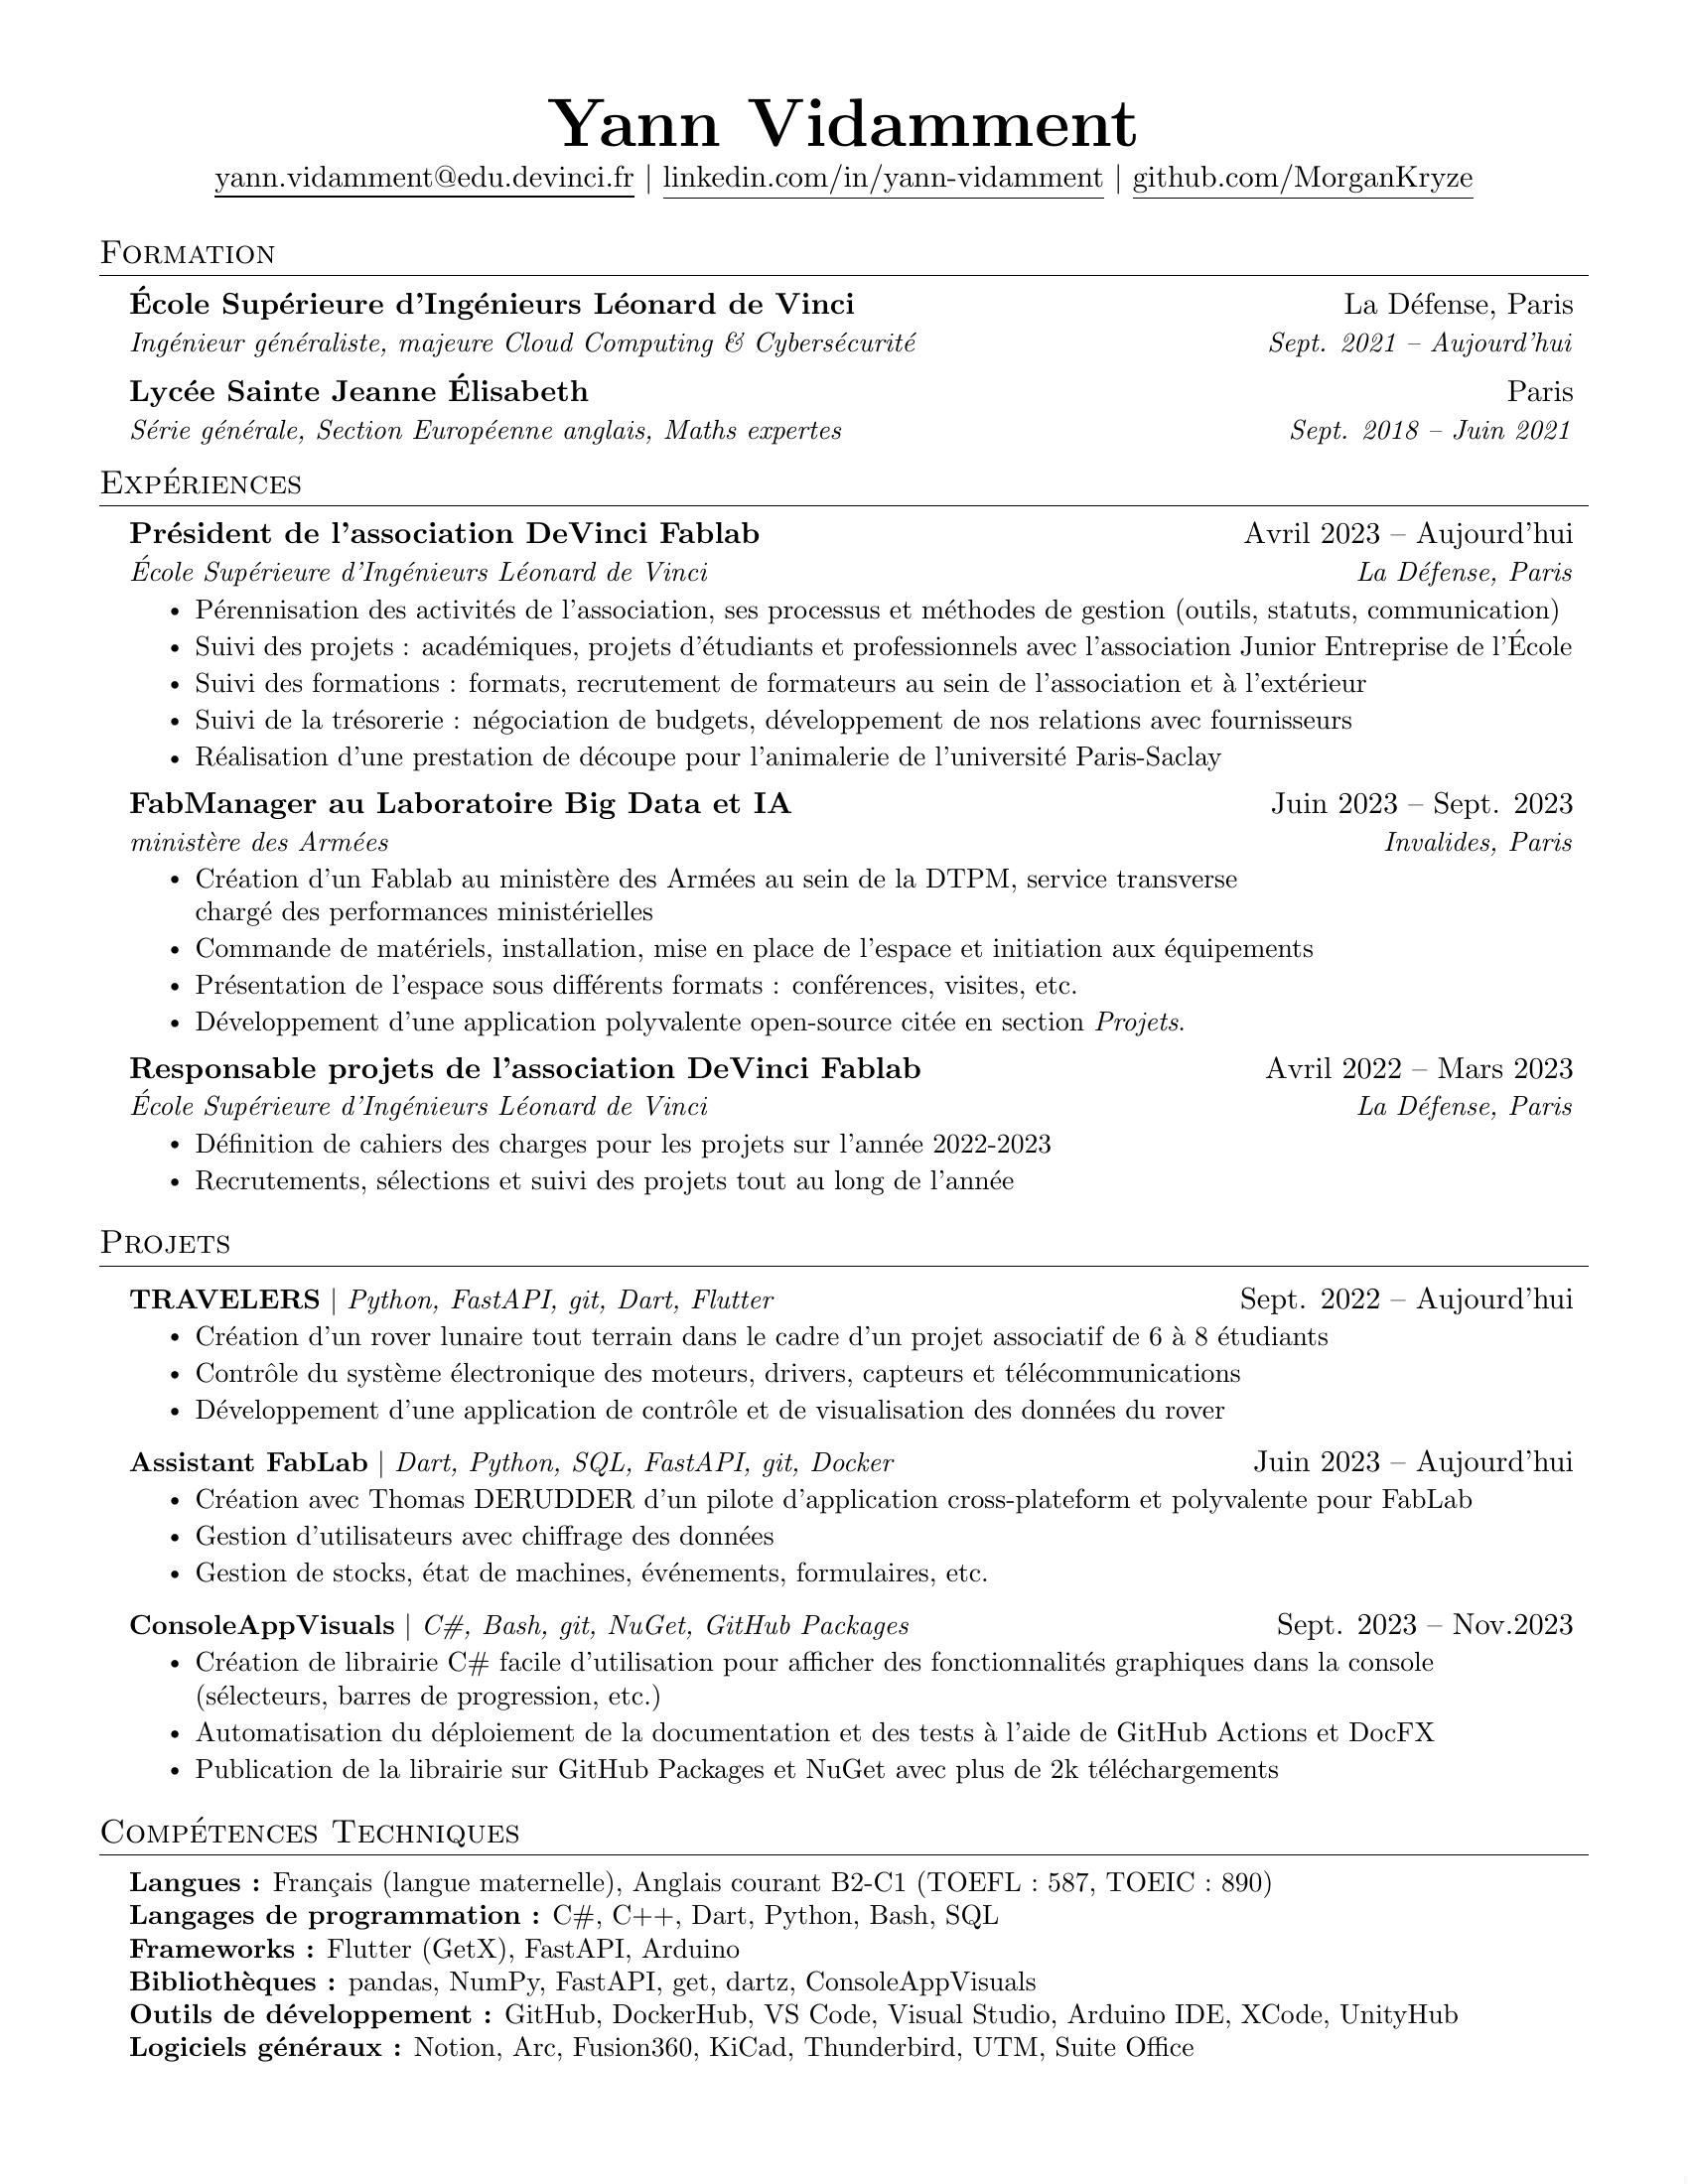 Yann Vidamment
yann.vidamment@edu.devinci.fr | linkedin.com/in/yann-vidamment | github.com/MorganKryze
Formation
École Supérieure d'Ingénieurs Léonard de Vinci La Défense, Paris
Ingénieur généraliste, majeure Cloud Computing & Cybersécurité Sept. 2021 – Aujourd'hui
Lycée Sainte Jeanne Élisabeth Paris
Série générale, Section Européenne anglais, Maths expertes Sept. 2018 – Juin 2021
Expériences
Président de l'association DeVinci Fablab Avril 2023 – Aujourd'hui
École Supérieure d'Ingénieurs Léonard de Vinci La Défense, Paris
• Pérennisation des activités de l'association, ses processus et méthodes de gestion (outils, statuts, communication)
• Suivi des projets : académiques, projets d'étudiants et professionnels avec l'association Junior Entreprise de l'École
• Suivi des formations : formats, recrutement de formateurs au sein de l'association et à l'extérieur
• Suivi de la trésorerie : négociation de budgets, développement de nos relations avec fournisseurs
• Réalisation d'une prestation de découpe pour l'animalerie de l'université Paris-Saclay
FabManager au Laboratoire Big Data et IA Juin 2023 – Sept. 2023
ministère des Armées Invalides, Paris
• Création d'un Fablab au ministère des Armées au sein de la DTPM, service transverse
chargé des performances ministérielles
• Commande de matériels, installation, mise en place de l'espace et initiation aux équipements
• Présentation de l'espace sous différents formats : conférences, visites, etc.
• Développement d'une application polyvalente open-source citée en section Projets.
Responsable projets de l'association DeVinci Fablab Avril 2022 – Mars 2023
École Supérieure d'Ingénieurs Léonard de Vinci La Défense, Paris
• Définition de cahiers des charges pour les projets sur l'année 2022-2023
• Recrutements, sélections et suivi des projets tout au long de l'année
Projets
TRAVELERS | Python, FastAPI, git, Dart, Flutter Sept. 2022 – Aujourd'hui
• Création d'un rover lunaire tout terrain dans le cadre d'un projet associatif de 6 à 8 étudiants
• Contrôle du système électronique des moteurs, drivers, capteurs et télécommunications
• Développement d'une application de contrôle et de visualisation des données du rover
Assistant FabLab | Dart, Python, SQL, FastAPI, git, Docker Juin 2023 – Aujourd'hui
• Création avec Thomas DERUDDER d'un pilote d'application cross-plateform et polyvalente pour FabLab
• Gestion d'utilisateurs avec chiffrage des données
• Gestion de stocks, état de machines, événements, formulaires, etc.
ConsoleAppVisuals | C#, Bash, git, NuGet, GitHub Packages Sept. 2023 – Nov.2023
• Création de librairie C# facile d'utilisation pour afficher des fonctionnalités graphiques dans la console
(sélecteurs, barres de progression, etc.)
• Automatisation du déploiement de la documentation et des tests à l'aide de GitHub Actions et DocFX
• Publication de la librairie sur GitHub Packages et NuGet avec plus de 2k téléchargements
Compétences Techniques
Langues : Français (langue maternelle), Anglais courant B2-C1 (TOEFL : 587, TOEIC : 890)
Langages de programmation : C#, C++, Dart, Python, Bash, SQL
Frameworks : Flutter (GetX), FastAPI, Arduino
Bibliothèques : pandas, NumPy, FastAPI, get, dartz, ConsoleAppVisuals
Outils de développement : GitHub, DockerHub, VS Code, Visual Studio, Arduino IDE, XCode, UnityHub
Logiciels généraux : Notion, Arc, Fusion360, KiCad, Thunderbird, UTM, Suite Office